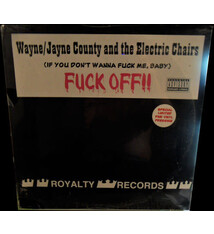 Wayne/Jayne County and the Electric Chairs
(IF YOU DON'T WANNA FUCK ME, BABY)
FUCK OFF!!
ROYALTY RECORDS